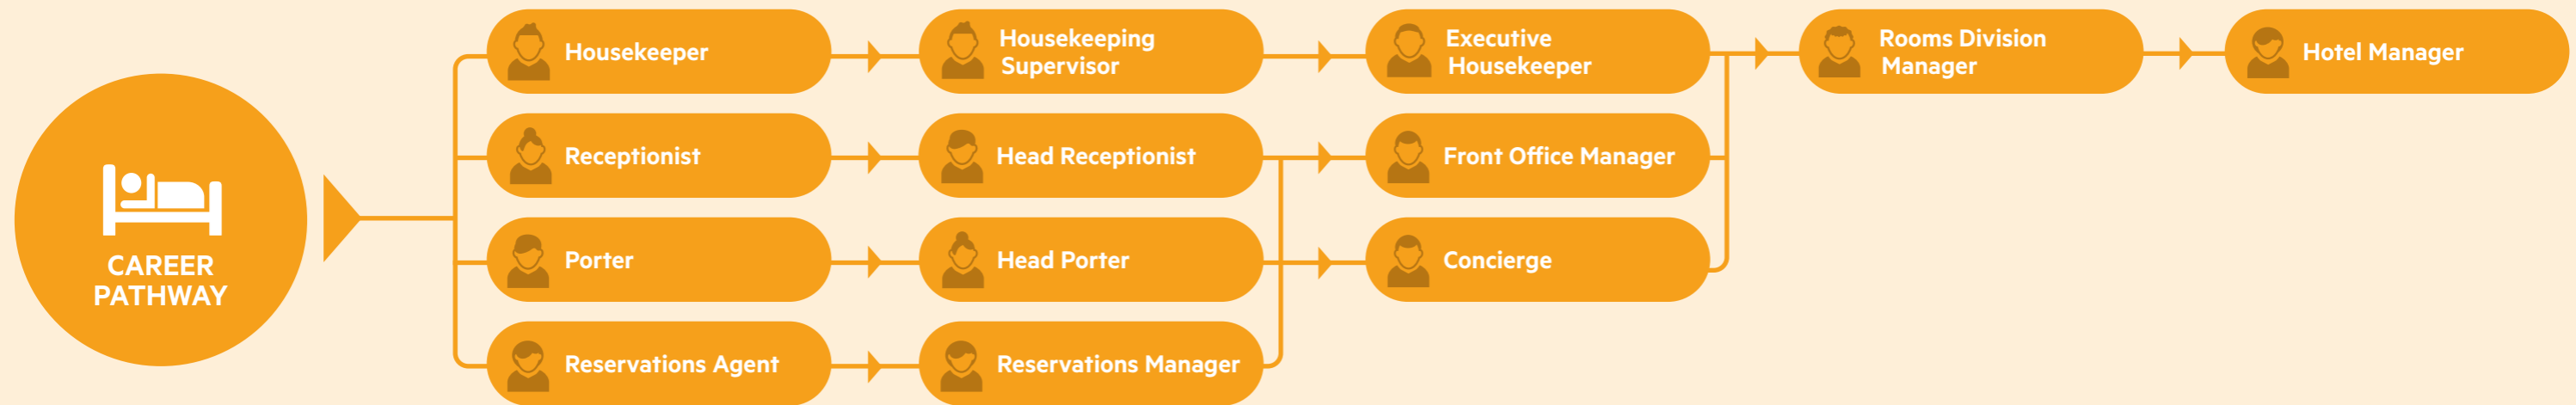 CAREER
PATHWAY
Housekeeper
Housekeeping
Supervisor
Executive
Housekeeper
Rooms Division
Manager
Hotel Manager
Receptionist
Head Receptionist
Front Office Manager
Porter
Head Porter
Concierge
Reservations Agent
Reservations Manager